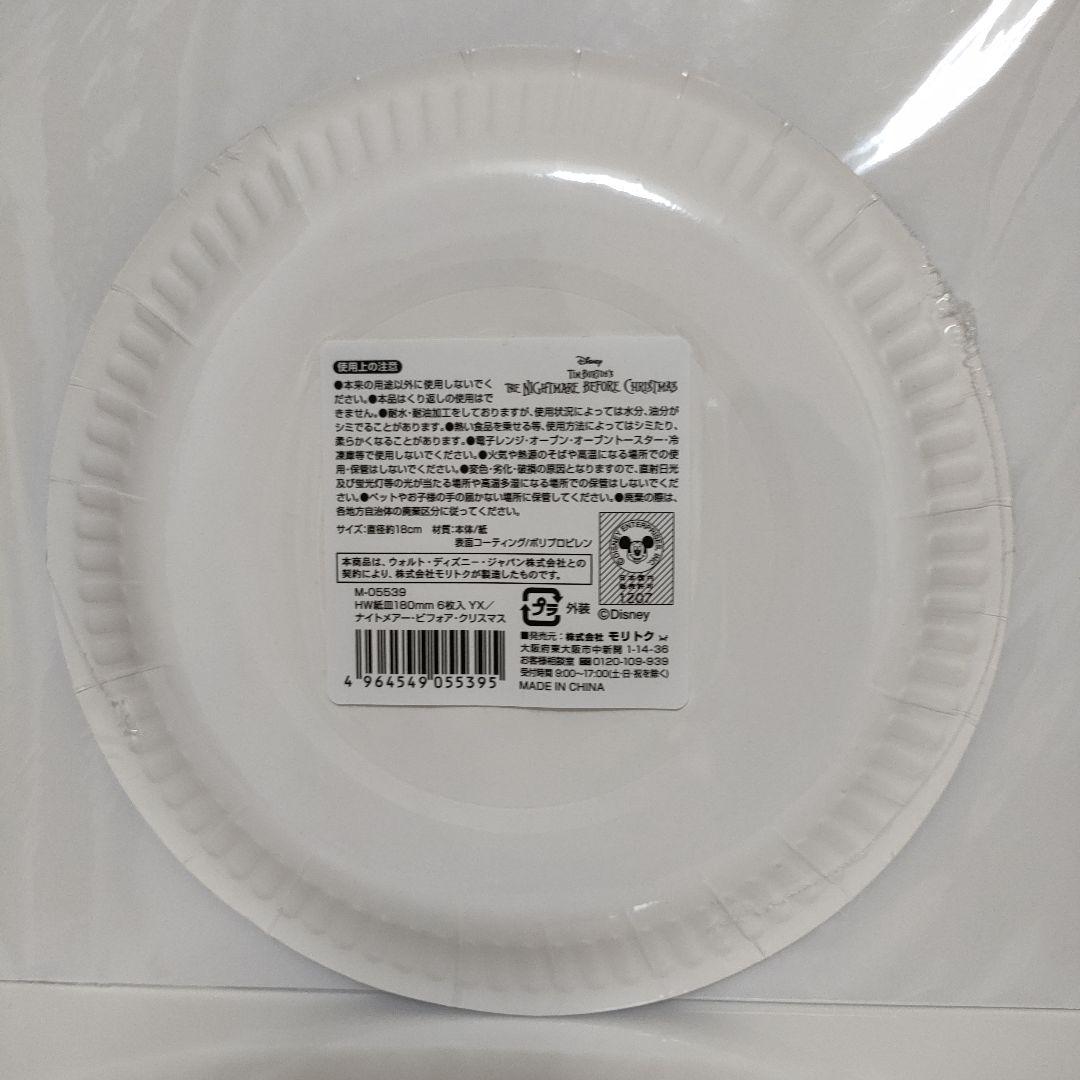 使用上の注意
Disney
TIM BURTON'S
THE NIGHTMARE BEFORE CHRISTMAS
●本来の用途以外に使用しないでく
ださい。●本品はくり返しの使用はで
きません。●耐水・耐油加工をしておりますが、使用状況によっては水分、油分が
シミでることがあります。●熱い食品を乗せる等、使用方法によってはシミたり、
柔らかくなることがあります。●電子レンジ・オーブン・オーブントースター・冷
凍庫等で使用しないでください。●火気や熱源のそばや高温になる場所での使
用・保管はしないでください。●変色・劣化・破損の原因となりますので、直射日光
及び蛍光灯等の光が当たる場所や高温多湿になる場所での保管はしないでくだ
さい。●ペットやお子様の手の届かない場所に保管してください。●廃棄の際は、
各地方自治体の廃棄区分に従ってください。
サイズ:直径約18cm 材質:本体/紙
表面コーティング/ポリプロピレン
本商品は、ウォルト・ディズニー・ジャパン株式会社との
契約により、株式会社モリトクが製造したものです。
©DISNEY ENTERPRISES, INC.
日本国内
販売許可
1207
©Disney
M-05539
HW紙皿180mm 6枚入 YX/
ナイトメアー・ビフォア・クリスマス
4 964549 055395
プラ 外装
■発売元:株式会社 モリトク
大阪府東大阪市中新開 1-14-36
お客様相談室 0120-109-939
受付時間 9:00〜17:00(土・日・祝を除く)
MADE IN CHINA